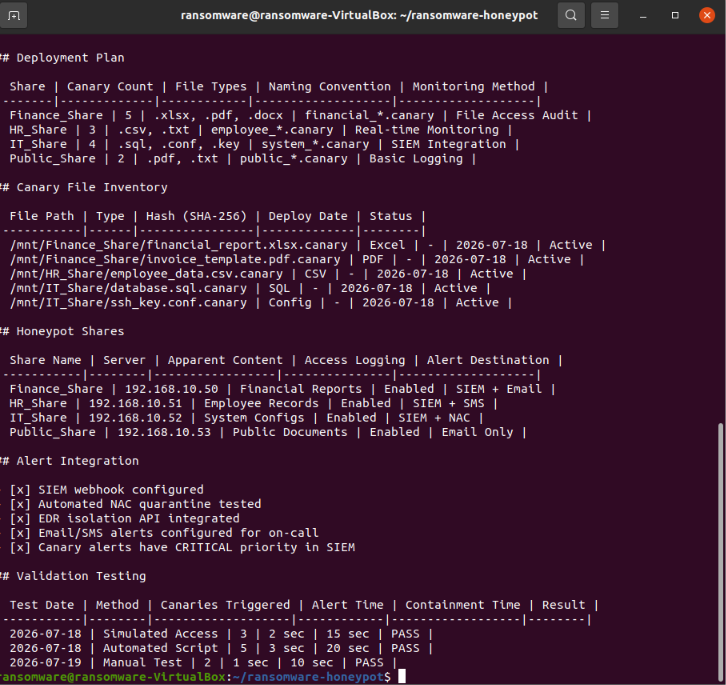 ransomware@ransomware-VirtualBox: ~/ransomware-honeypot
## Deployment Plan
Share | Canary Count | File Types | Naming Convention | Monitoring Method |
-------|--------------|------------|-------------------|-------------------|
Finance_Share | 5 | .xlsx, .pdf, .docx | financial_*.canary | File Access Audit |
HR_Share | 3 | .csv, .txt | employee_*.canary | Real-time Monitoring |
IT_Share | 4 | .sql, .conf, .key | system_*.canary | SIEM Integration |
Public_Share | 2 | .pdf, .txt | public_*.canary | Basic Logging |
## Canary File Inventory
File Path | Type | Hash (SHA-256) | Deploy Date | Status |
-----------|------|----------------|-------------|--------|
/mnt/Finance_Share/financial_report.xlsx.canary | Excel | - | 2026-07-18 | Active |
/mnt/Finance_Share/invoice_template.pdf.canary | PDF | - | 2026-07-18 | Active |
/mnt/HR_Share/employee_data.csv.canary | CSV | - | 2026-07-18 | Active |
/mnt/IT_Share/database.sql.canary | SQL | - | 2026-07-18 | Active |
/mnt/IT_Share/ssh_key.conf.canary | Config | - | 2026-07-18 | Active |
## Honeypot Shares
Share Name | Server | Apparent Content | Access Logging | Alert Destination |
-----------|--------|-----------------|---------------|-------------------|
Finance_Share | 192.168.10.50 | Financial Reports | Enabled | SIEM + Email |
HR_Share | 192.168.10.51 | Employee Records | Enabled | SIEM + SMS |
IT_Share | 192.168.10.52 | System Configs | Enabled | SIEM + NAC |
Public_Share | 192.168.10.53 | Public Documents | Enabled | Email Only |
## Alert Integration
[x] SIEM webhook configured
[x] Automated NAC quarantine tested
[x] EDR isolation API integrated
[x] Email/SMS alerts configured for on-call
[x] Canary alerts have CRITICAL priority in SIEM
## Validation Testing
Test Date | Method | Canaries Triggered | Alert Time | Containment Time | Result |
-----------|--------|-------------------|------------|-----------------|--------|
2026-07-18 | Simulated Access | 3 | 2 sec | 15 sec | PASS |
2026-07-18 | Automated Script | 5 | 3 sec | 20 sec | PASS |
2026-07-19 | Manual Test | 2 | 1 sec | 10 sec | PASS |
ransomware@ransomware-VirtualBox:~/ransomware-honeypot$